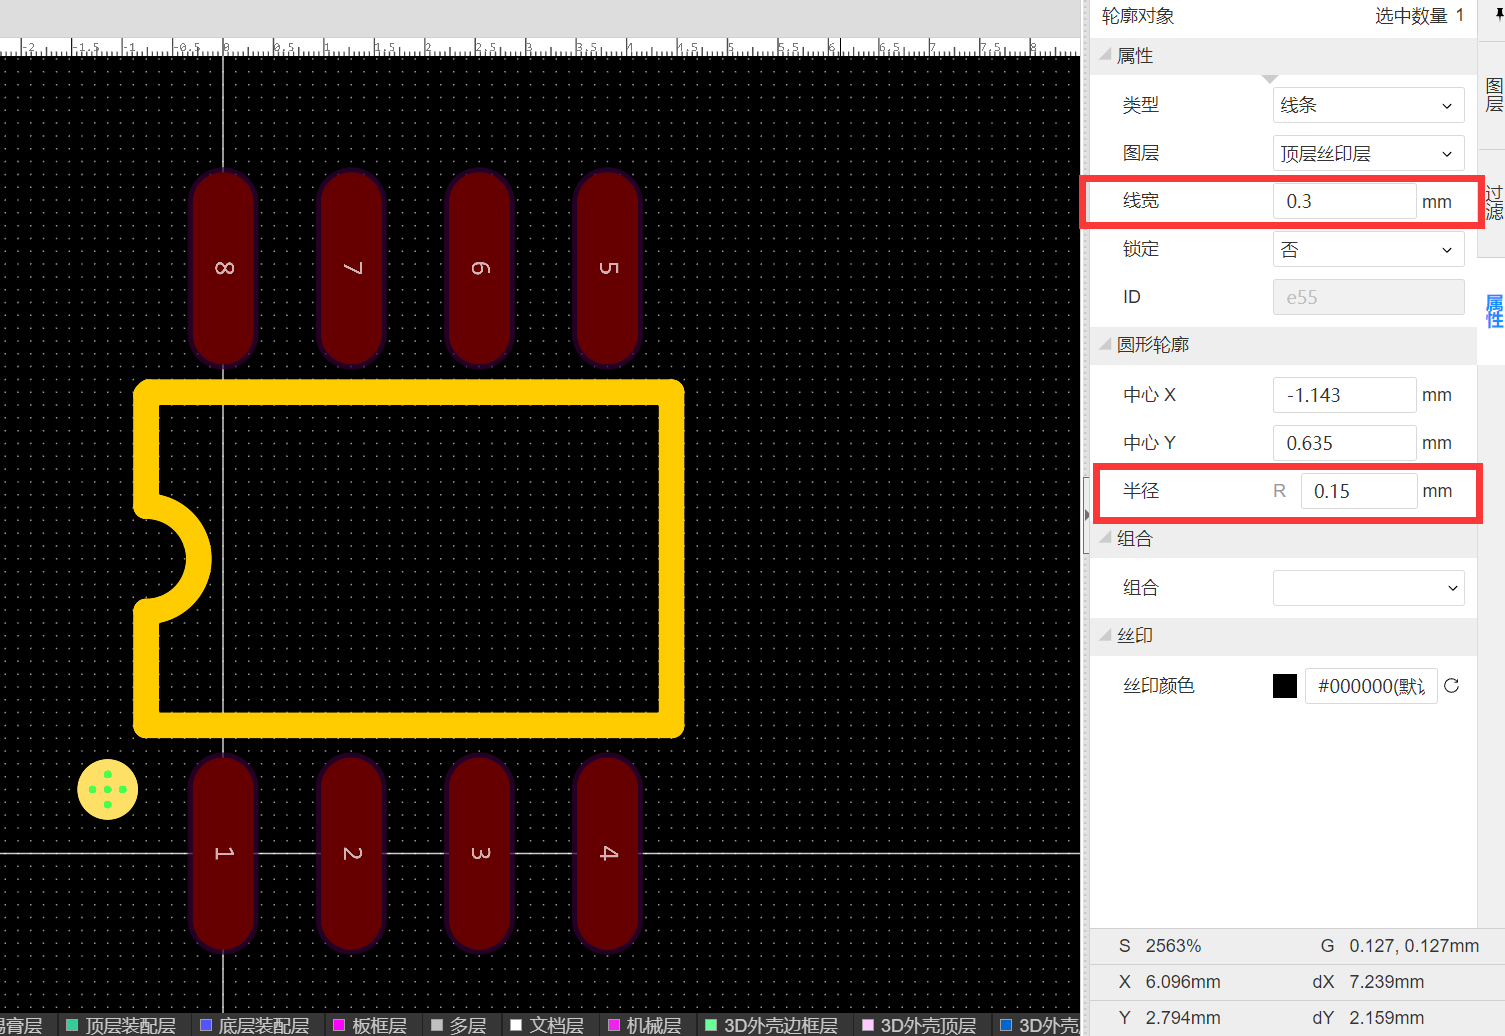 轮廓对象 选中数量 1
-2 -1.5 -1 -0.5 0 0.5 1 1.5 2 2.5 3 3.5 4 4.5 5 5.5 6 6.5 7 7.5 8
属性
类型 线条
图层 顶层丝印层
线宽 0.3 mm
锁定 否
ID e55
圆形轮廓
中心 X -1.143 mm
中心 Y 0.635 mm
半径 R 0.15 mm
组合
组合
丝印
丝印颜色 #000000(默
图层
过滤
属性
8 7 6 5
1 2 3 4
S 2563% G 0.127, 0.127mm
X 6.096mm dX 7.239mm
Y 2.794mm dY 2.159mm
膏层 顶层装配层 底层装配层 板框层 多层 文档层 机械层 3D外壳边框层 3D外壳顶层 3D外壳